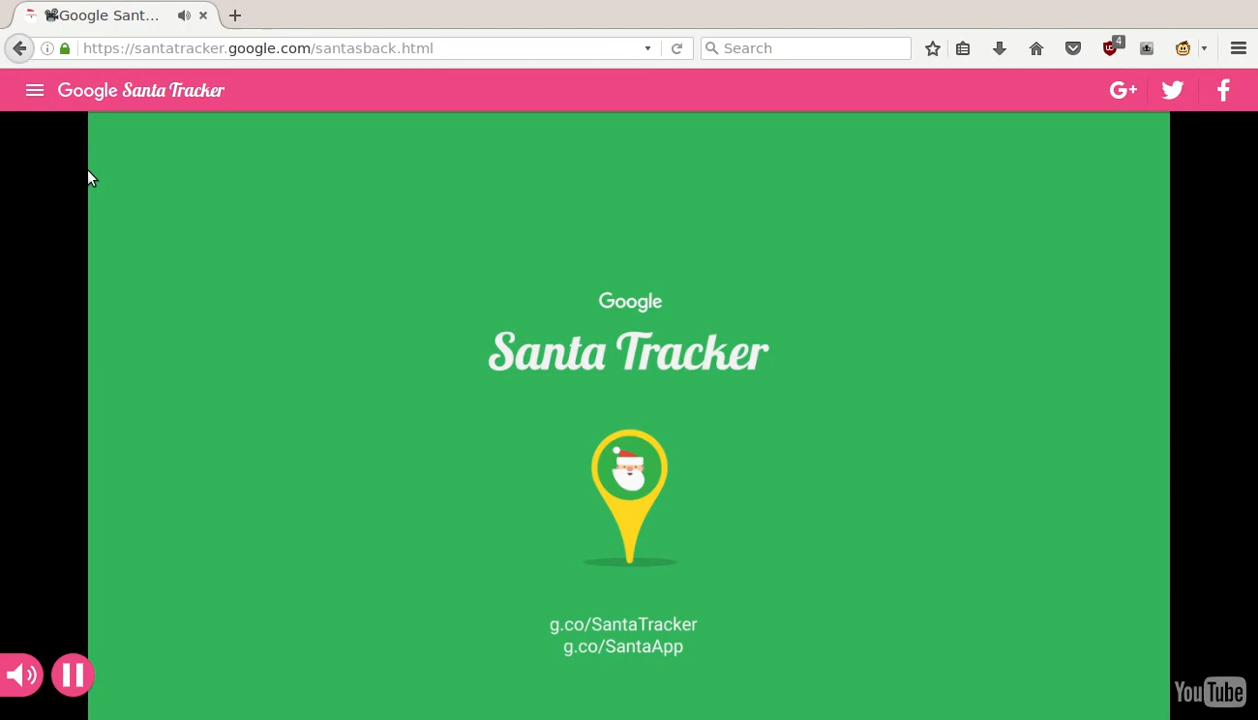 Google Sant...
https://santatracker.google.com/santasback.html
Search
4
Google Santa Tracker
G+
Google
Santa Tracker
g.co/SantaTracker
g.co/SantaApp
YouTube